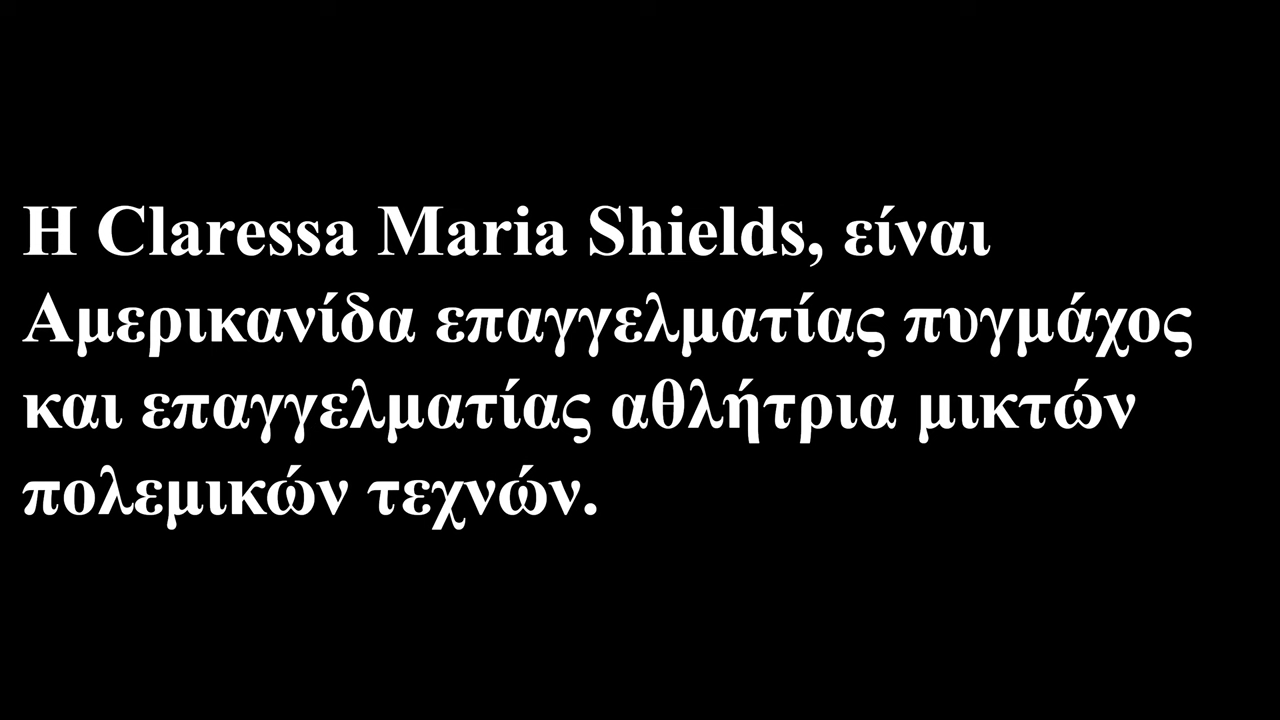 Η Claressa Maria Shields, είναι
Αμερικανίδα επαγγελματίας πυγμάχος
και επαγγελματίας αθλήτρια μικτών
πολεμικών τεχνών.